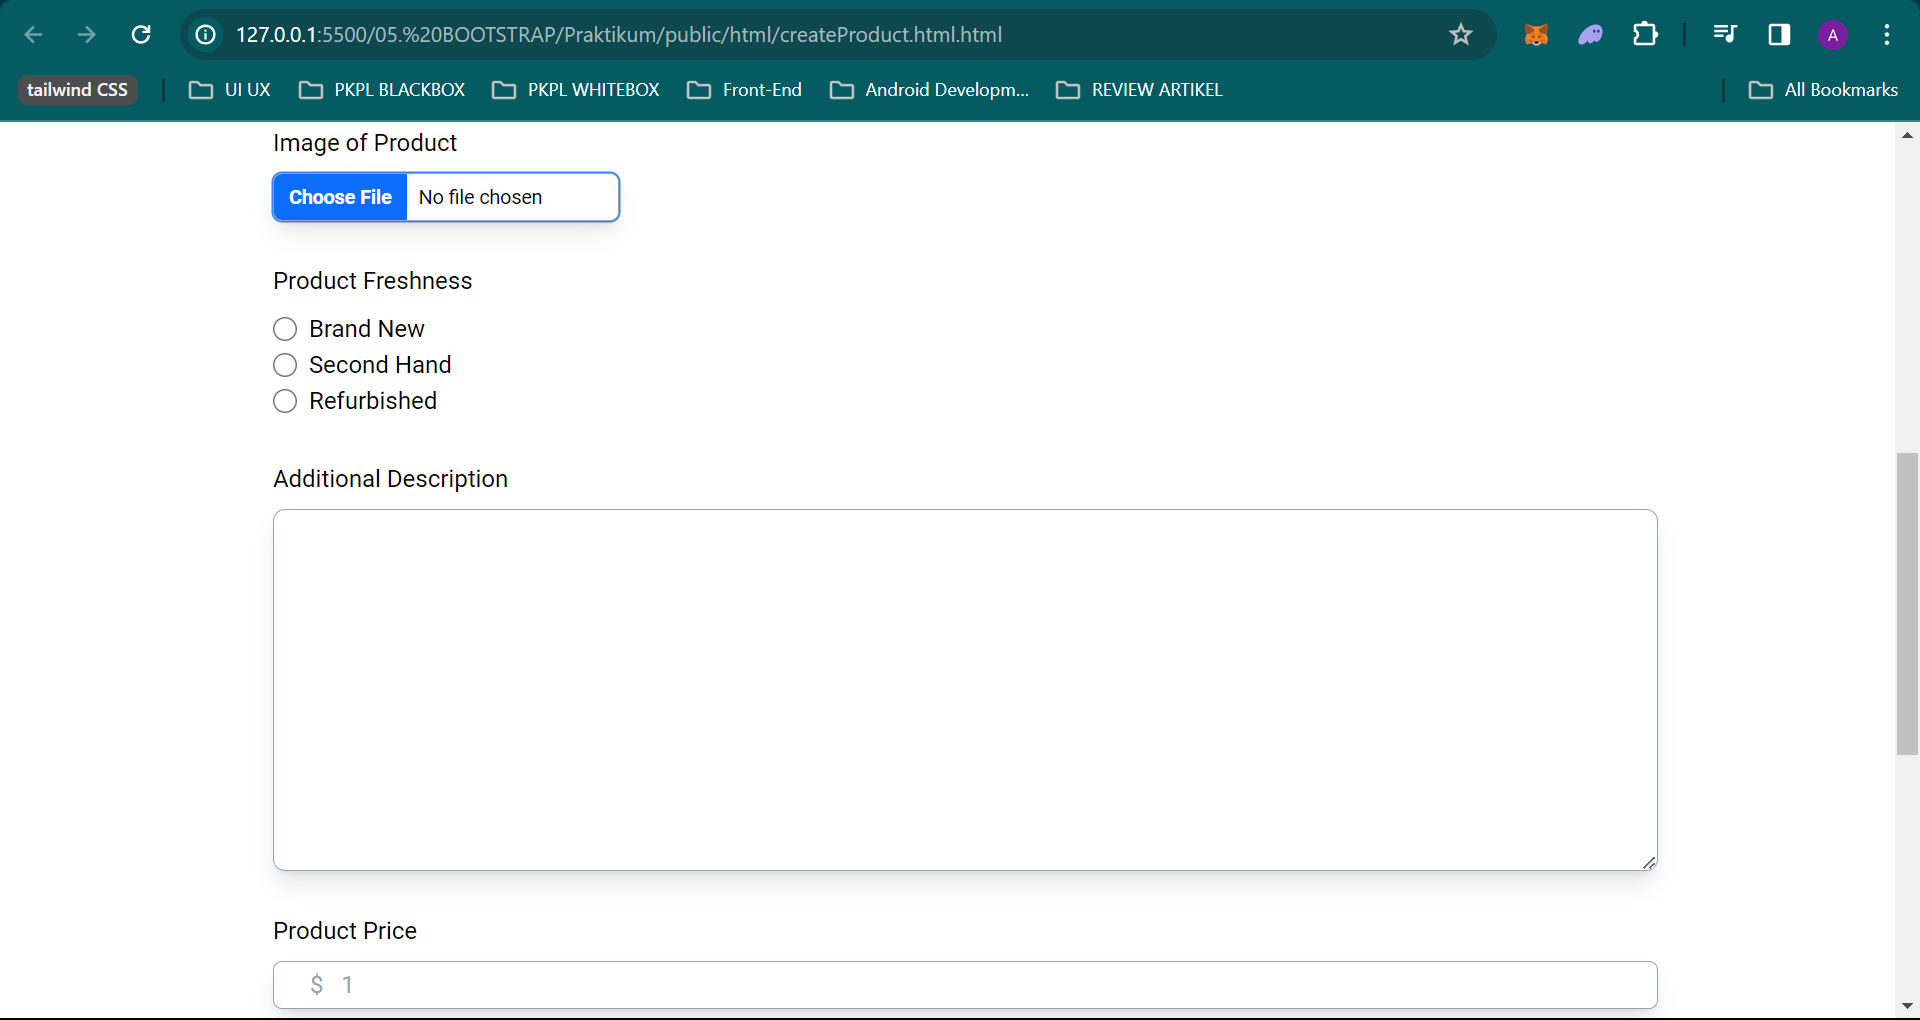 127.0.0.1:5500/05.%20BOOTSTRAP/Praktikum/public/html/createProduct.html.html
A
tailwind CSS UI UX PKPL BLACKBOX PKPL WHITEBOX Front-End Android Developm... REVIEW ARTIKEL All Bookmarks
Image of Product
Choose File No file chosen
Product Freshness
Brand New
Second Hand
Refurbished
Additional Description
Product Price
$ 1